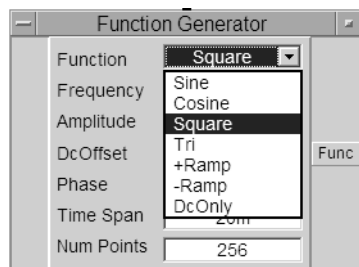 Function Generator
Function Square
Frequency
Sine
Cosine
Amplitude
Square
Tri
DcOffset
Func
+Ramp
Phase
-Ramp
DcOnly
Time Span
Num Points 256